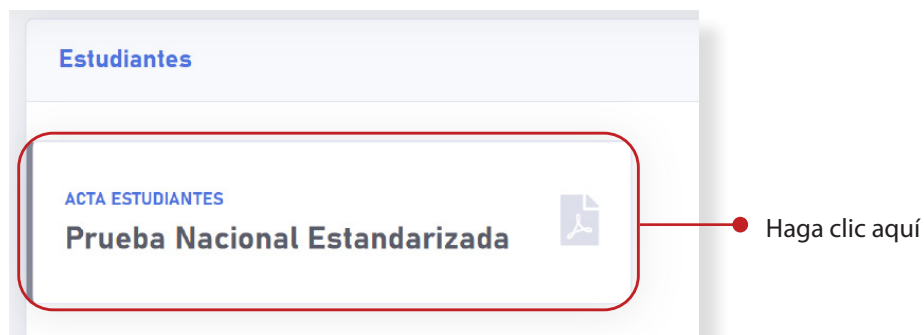 Estudiantes
ACTA ESTUDIANTES
Prueba Nacional Estandarizada
Haga clic aquí